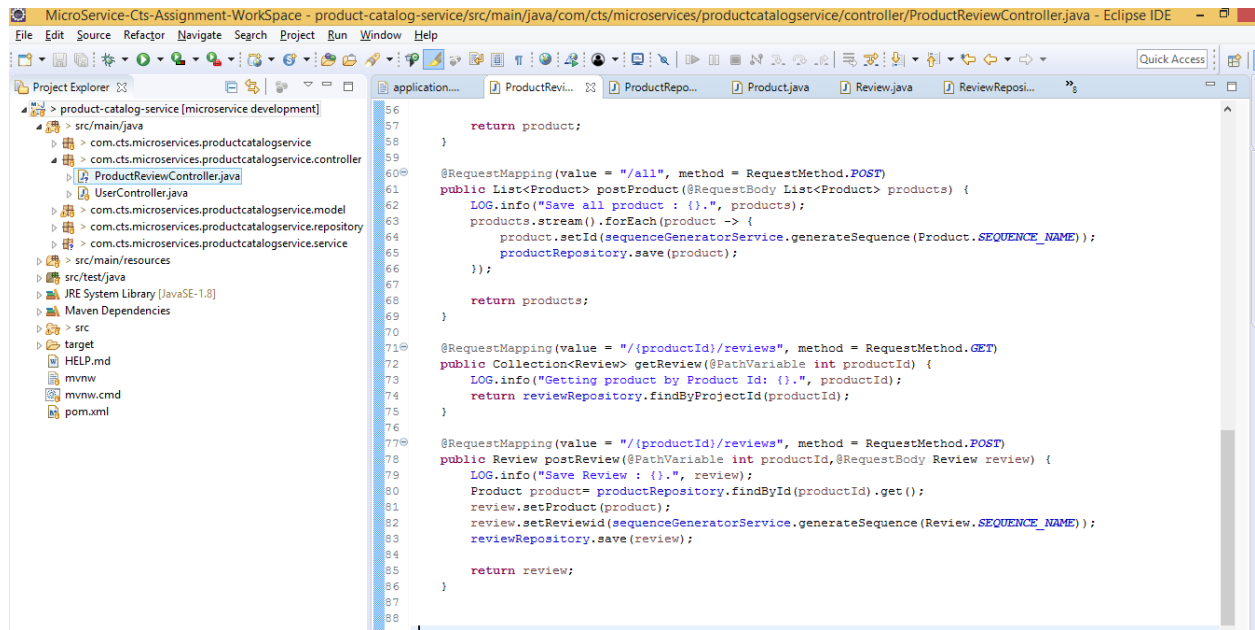 MicroService-Cts-Assignment-WorkSpace - product-catalog-service/src/main/java/com/cts/microservices/productcatalogservice/controller/ProductReviewController.java - Eclipse IDE
File Edit Source Refactor Navigate Search Project Run Window Help
Quick Access
Project Explorer
application....
ProductRevi...
ProductRepo...
Product.java
Review.java
ReviewReposi...
»8
> product-catalog-service [microservice development]
> src/main/java
> com.cts.microservices.productcatalogservice
> com.cts.microservices.productcatalogservice.controller
ProductReviewController.java
UserController.java
> com.cts.microservices.productcatalogservice.model
> com.cts.microservices.productcatalogservice.repository
> com.cts.microservices.productcatalogservice.service
> src/main/resources
src/test/java
JRE System Library [JavaSE-1.8]
Maven Dependencies
> src
target
HELP.md
mvnw
mvnw.cmd
pom.xml
56
57 return product;
58 }
59
60 @RequestMapping(value = "/all", method = RequestMethod.POST)
61 public List<Product> postProduct(@RequestBody List<Product> products) {
62 LOG.info("Save all product : {}.", products);
63 products.stream().forEach(product -> {
64 product.setId(sequenceGeneratorService.generateSequence(Product.SEQUENCE_NAME));
65 productRepository.save(product);
66 });
67
68 return products;
69 }
70
71 @RequestMapping(value = "/{productId}/reviews", method = RequestMethod.GET)
72 public Collection<Review> getReview(@PathVariable int productId) {
73 LOG.info("Getting product by Product Id: {}.", productId);
74 return reviewRepository.findByProjectId(productId);
75 }
76
77 @RequestMapping(value = "/{productId}/reviews", method = RequestMethod.POST)
78 public Review postReview(@PathVariable int productId,@RequestBody Review review) {
79 LOG.info("Save Review : {}.", review);
80 Product product= productRepository.findById(productId).get();
81 review.setProduct(product);
82 review.setReviewid(sequenceGeneratorService.generateSequence(Review.SEQUENCE_NAME));
83 reviewRepository.save(review);
84
85 return review;
86 }
87
88